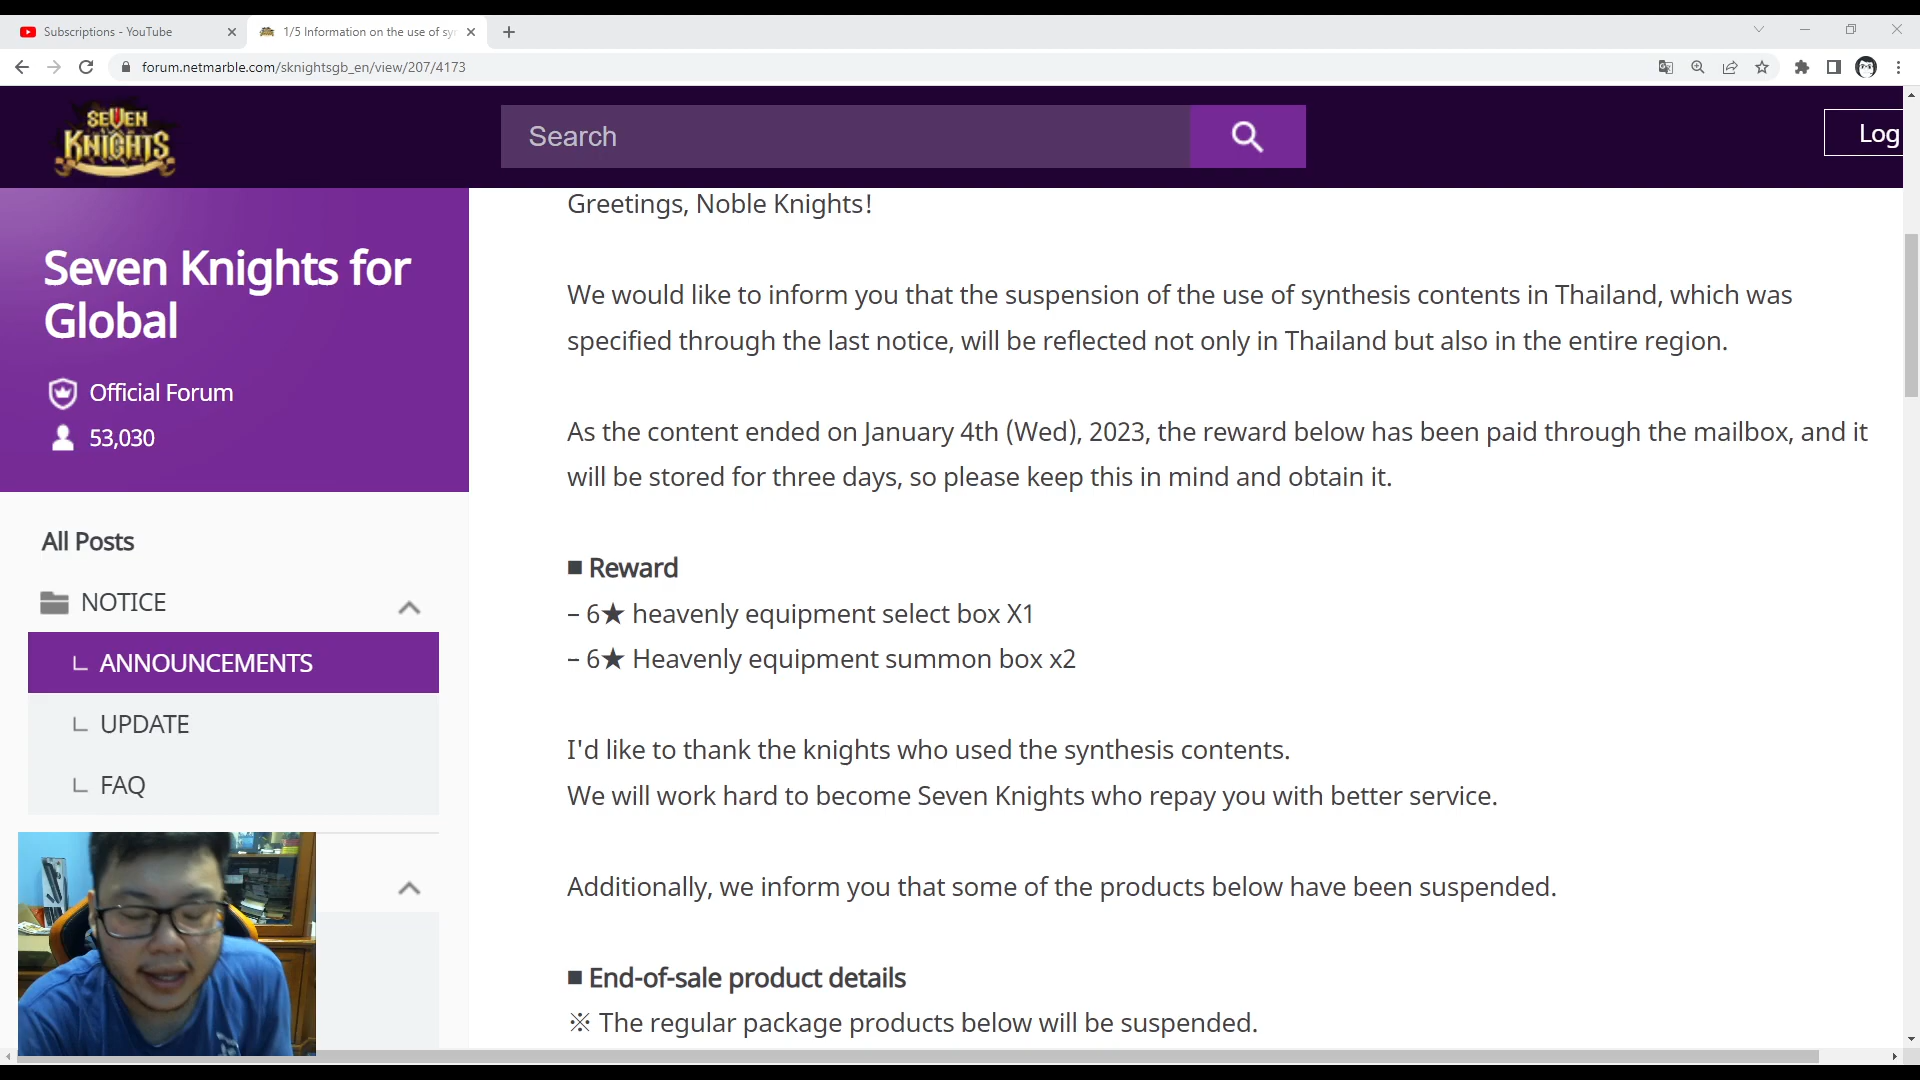 Subscriptions - YouTube
1/5 Information on the use of sy
forum.netmarble.com/sknightsgb_en/view/207/4173
SEVEN KNIGHTS
Search
Log
Seven Knights for
Global
Official Forum
53,030
All Posts
NOTICE
ANNOUNCEMENTS
UPDATE
FAQ
Greetings, Noble Knights!
We would like to inform you that the suspension of the use of synthesis contents in Thailand, which was
specified through the last notice, will be reflected not only in Thailand but also in the entire region.
As the content ended on January 4th (Wed), 2023, the reward below has been paid through the mailbox, and it
will be stored for three days, so please keep this in mind and obtain it.
■ Reward
– 6★ heavenly equipment select box X1
– 6★ Heavenly equipment summon box x2
I'd like to thank the knights who used the synthesis contents.
We will work hard to become Seven Knights who repay you with better service.
Additionally, we inform you that some of the products below have been suspended.
■ End-of-sale product details
※ The regular package products below will be suspended.